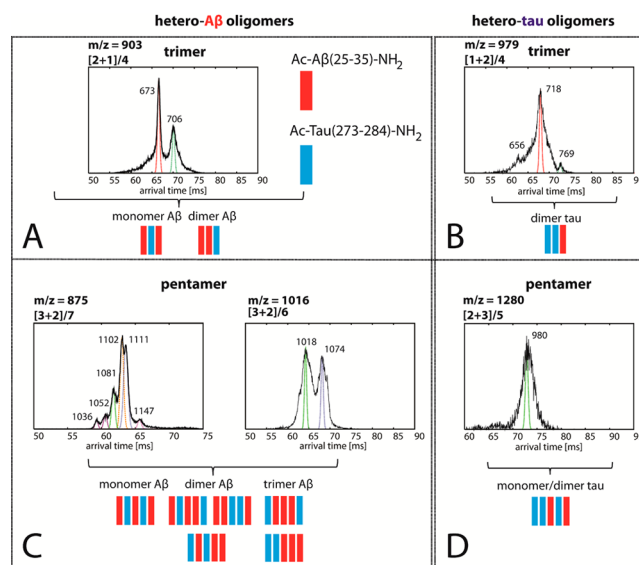 hetero-Aβ oligomers
hetero-tau oligomers
m/z = 903
[2+1]/4
trimer
673
706
50 55 60 65 70 75 80 85 90
arrival time [ms]
Ac-Aβ(25-35)-NH2
Ac-Tau(273-284)-NH2
monomer Aβ dimer Aβ
A
m/z = 979
[1+2]/4
trimer
718
656
769
50 55 60 65 70 75 80 85 90
arrival time [ms]
dimer tau
B
pentamer
m/z = 875
[3+2]/7
1102
1111
1081
1052
1036
1147
50 55 60 65 70 75
arrival time [ms]
m/z = 1016
[3+2]/6
1018
1074
50 55 60 65 70 75 80 85 90
arrival time [ms]
monomer Aβ dimer Aβ trimer Aβ
C
pentamer
m/z = 1280
[2+3]/5
980
60 65 70 75 80 85 90 95
arrival time [ms]
monomer/dimer tau
D